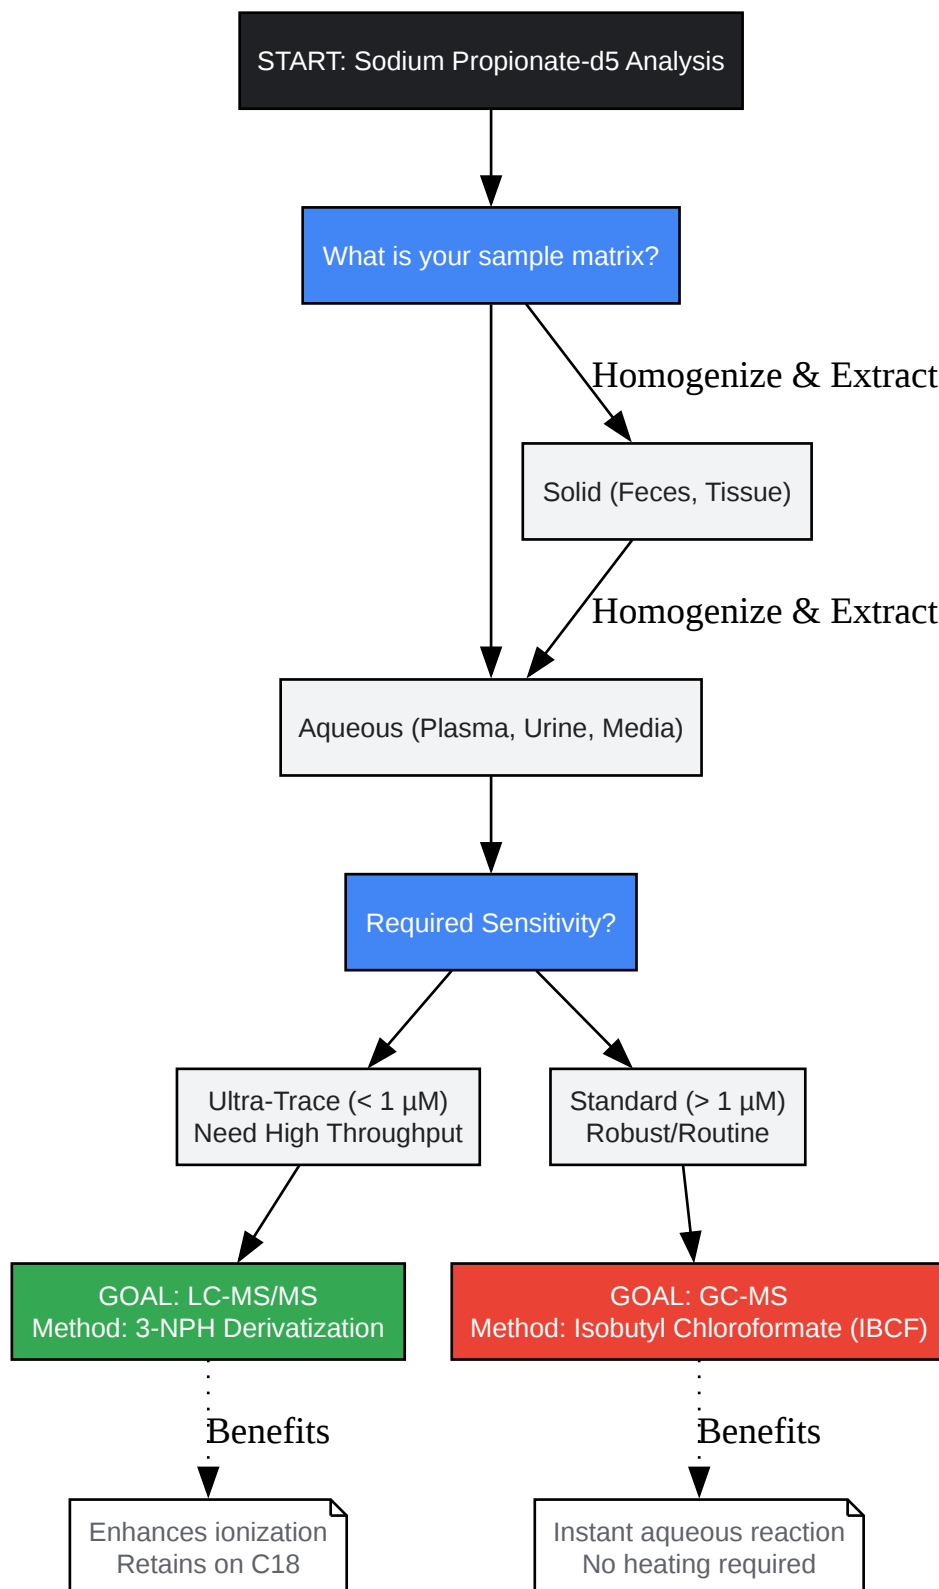 START: Sodium Propionate-d5 Analysis
What is your sample matrix?
Homogenize & Extract
Solid (Feces, Tissue)
Homogenize & Extract
Aqueous (Plasma, Urine, Media)
Required Sensitivity?
Ultra-Trace (< 1 µM)
Need High Throughput
Standard (> 1 µM)
Robust/Routine
GOAL: LC-MS/MS
Method: 3-NPH Derivatization
GOAL: GC-MS
Method: Isobutyl Chloroformate (IBCF)
Benefits
Benefits
Enhances ionization
Retains on C18
Instant aqueous reaction
No heating required